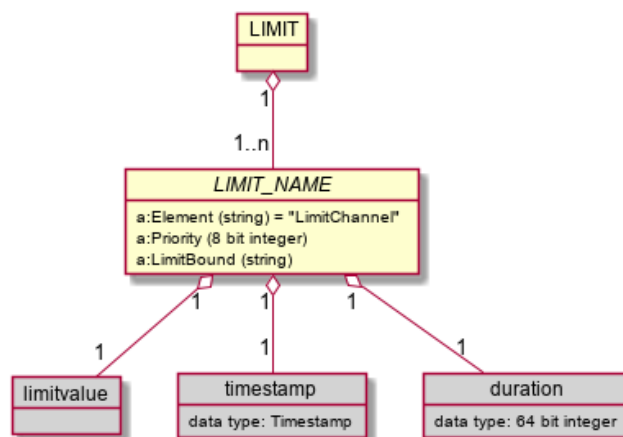 LIMIT
1
1..n
LIMIT_NAME
a:Element (string) = "LimitChannel"
a:Priority (8 bit integer)
a:LimitBound (string)
1 1 1
1 1 1
limitvalue
timestamp
data type: Timestamp
duration
data type: 64 bit integer